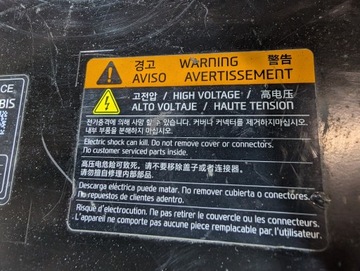 CE
BIS
경고 WARNING 警告
AVISO AVERTISSEMENT
고전압 / HIGH VOLTAGE / 高电压
ALTO VOLTAJE / HAUTE TENSION
전기충격에 의해 사망 할 수 있습니다. 커버나 커넥터를 제거하지마십시오.
내부 부품을 분해하지 마십시오.
Electric shock can kill. Do not remove cover or connectors.
No customer serviced parts inside.
高压电危险可致死。请不要移除盖子或者连接器。
请勿擅自修理内部部品.
Descarga eléctrica puede matar. No remover cubierta o conectores.
No repuestos de clientes adentro.
Risque d'electrocution. Ne pas retirer le couvercle ou les connecteurs.
L'appareil ne comporte pas aucune piece remplacable par l'utilisateur.